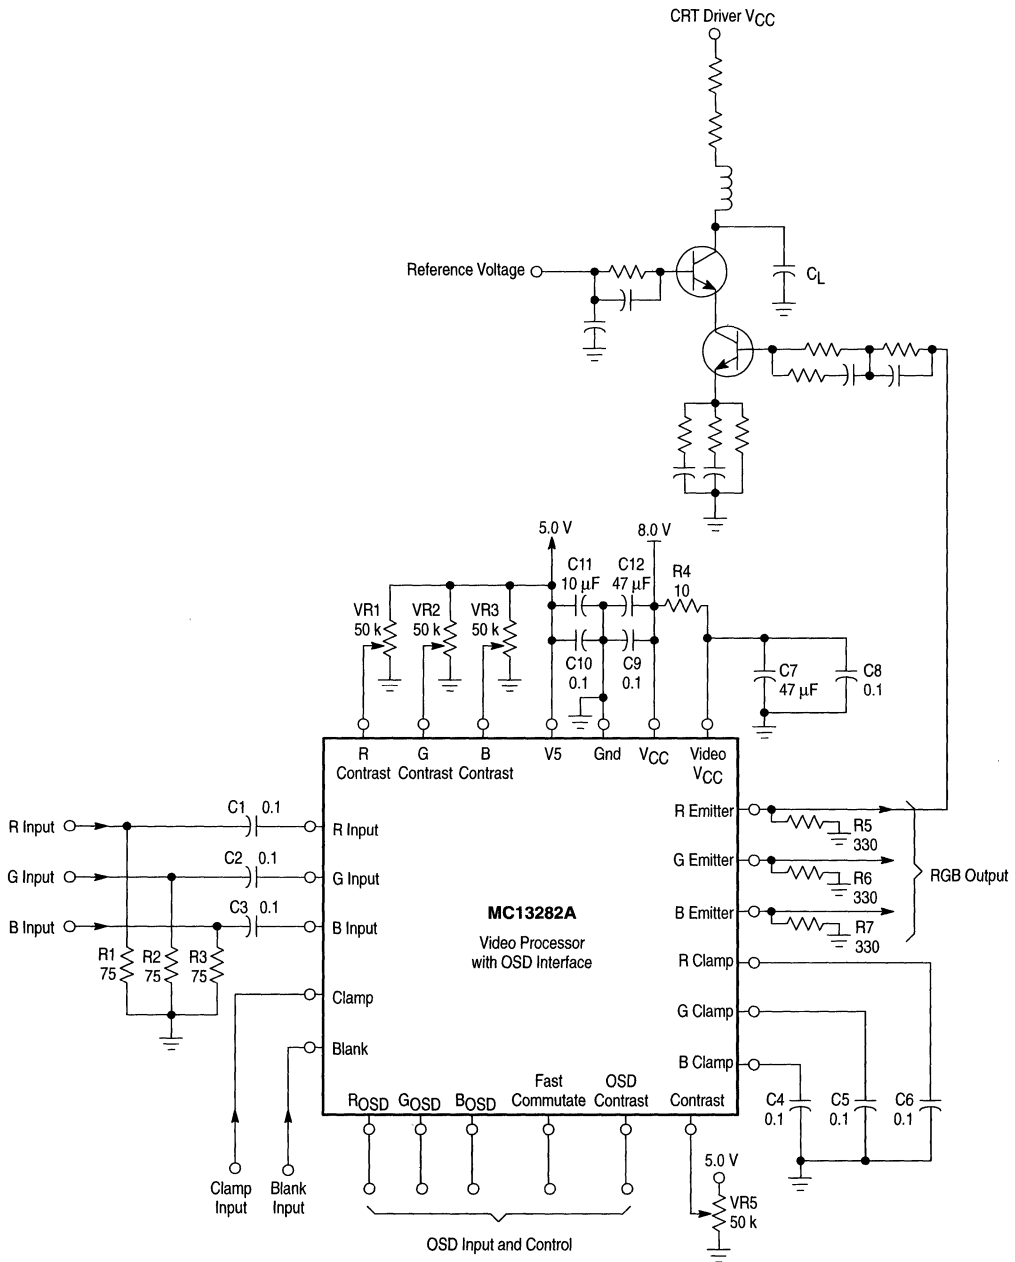 CRT Driver VCC
Reference Voltage
CL
5.0 V
8.0 V
C11
10 μF
C12
47 μF
R4
10
VR1
50 k
VR2
50 k
VR3
50 k
C10
0.1
C9
0.1
C7
47 μF
C8
0.1
R
Contrast
G
Contrast
B
Contrast
V5
Gnd
VCC
Video
VCC
R Input
C1 0.1
R Input
G Input
C2 0.1
G Input
B Input
C3 0.1
B Input
R1
75
R2
75
R3
75
Clamp
Blank
MC13282A
Video Processor
with OSD Interface
R Emitter
R5
330
G Emitter
R6
330
B Emitter
R7
330
RGB Output
R Clamp
G Clamp
B Clamp
C4
0.1
C5
0.1
C6
0.1
ROSD
GOSD
BOSD
Fast
Commutate
OSD
Contrast
Contrast
Clamp
Input
Blank
Input
5.0 V
VR5
50 k
OSD Input and Control